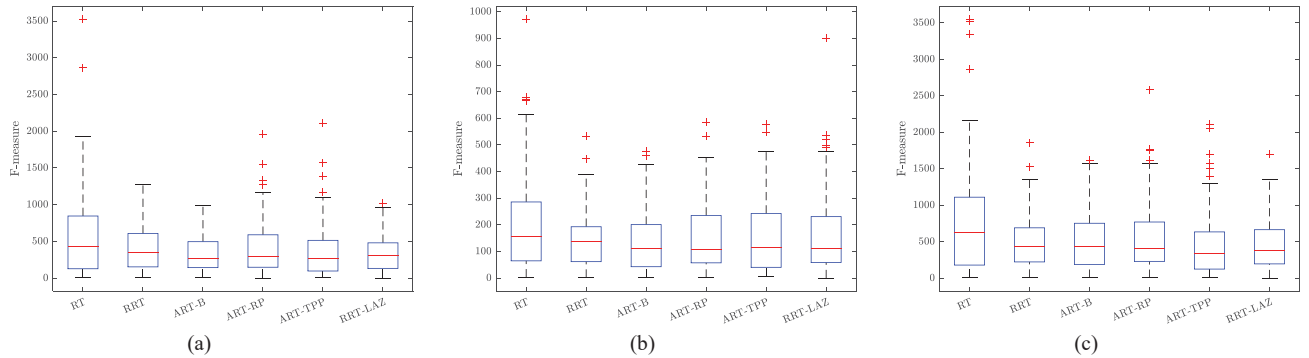 3500
3000
2500
2000
1500
1000
500
0
F-measure
RT
RRT
ART-B
ART-RP
ART-TPP
RRT-LAZ
(a)
1000
900
800
700
600
500
400
300
200
100
0
F-measure
RT
RRT
ART-B
ART-RP
ART-TPP
RRT-LAZ
(b)
3500
3000
2500
2000
1500
1000
500
0
F-measure
RT
RRT
ART-B
ART-RP
ART-TPP
RRT-LAZ
(c)